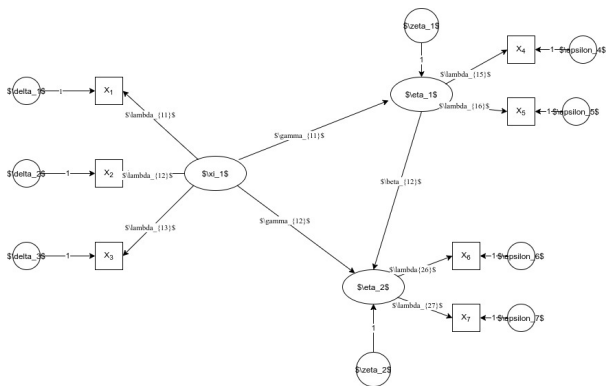 $\zeta_1$
1
X4
1
$\epsilon_4$
$\lambda_{15}$
$\delta_1$
1
X1
$\eta_1$
$\lambda_{16}$
X5
1
$\epsilon_5$
$\lambda_{11}$
$\gamma_{11}$
$\delta_2$
1
X2
$\lambda_{12}$
$\xi_1$
$\beta_{12}$
$\lambda_{13}$
$\gamma_{12}$
$\delta_3$
1
X3
X6
1
$\epsilon_6$
$\lambda{26}$
$\eta_2$
$\lambda_{27}$
X7
1
$\epsilon_7$
1
$\zeta_2$